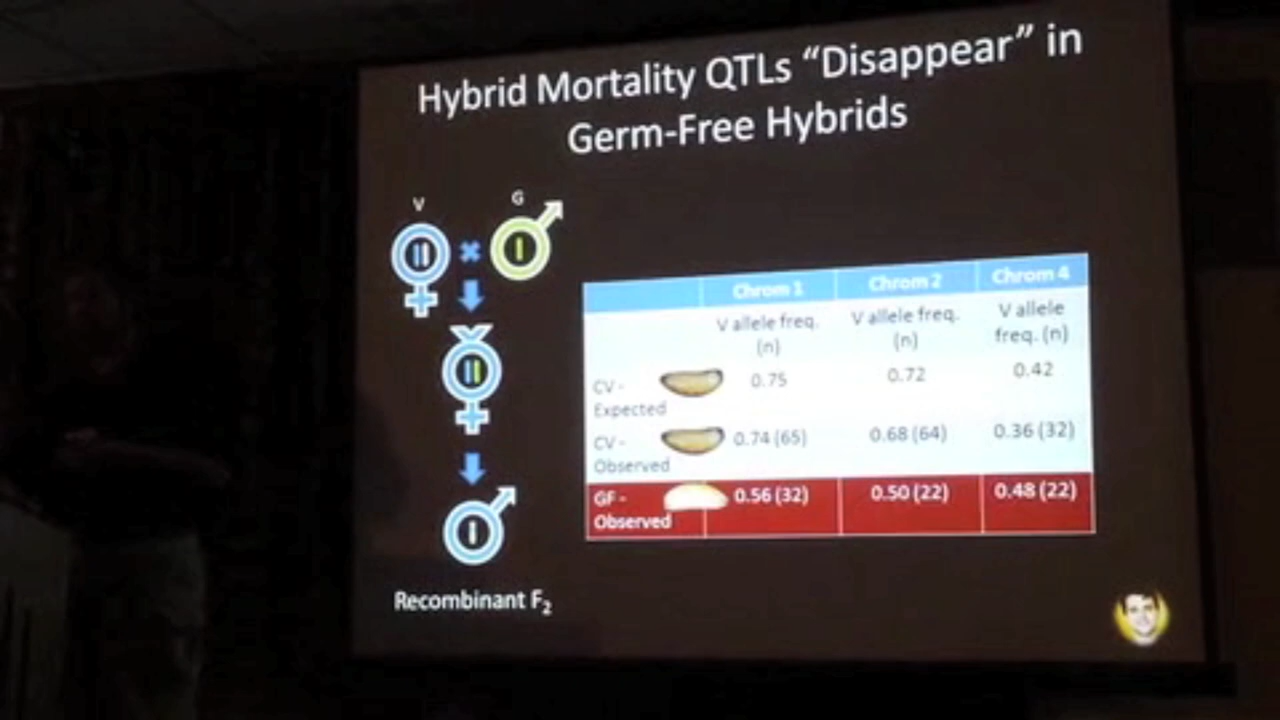 Hybrid Mortality QTLs “Disappear” in
Germ-Free Hybrids
V
G
Recombinant F₂
Chrom 1 Chrom 2 Chrom 4
V allele freq. (n) V allele freq. (n) V allele freq. (n)
CV - Expected 0.75 0.72 0.42
CV - Observed 0.74 (65) 0.68 (64) 0.36 (32)
GF - Observed 0.56 (32) 0.50 (22) 0.48 (22)